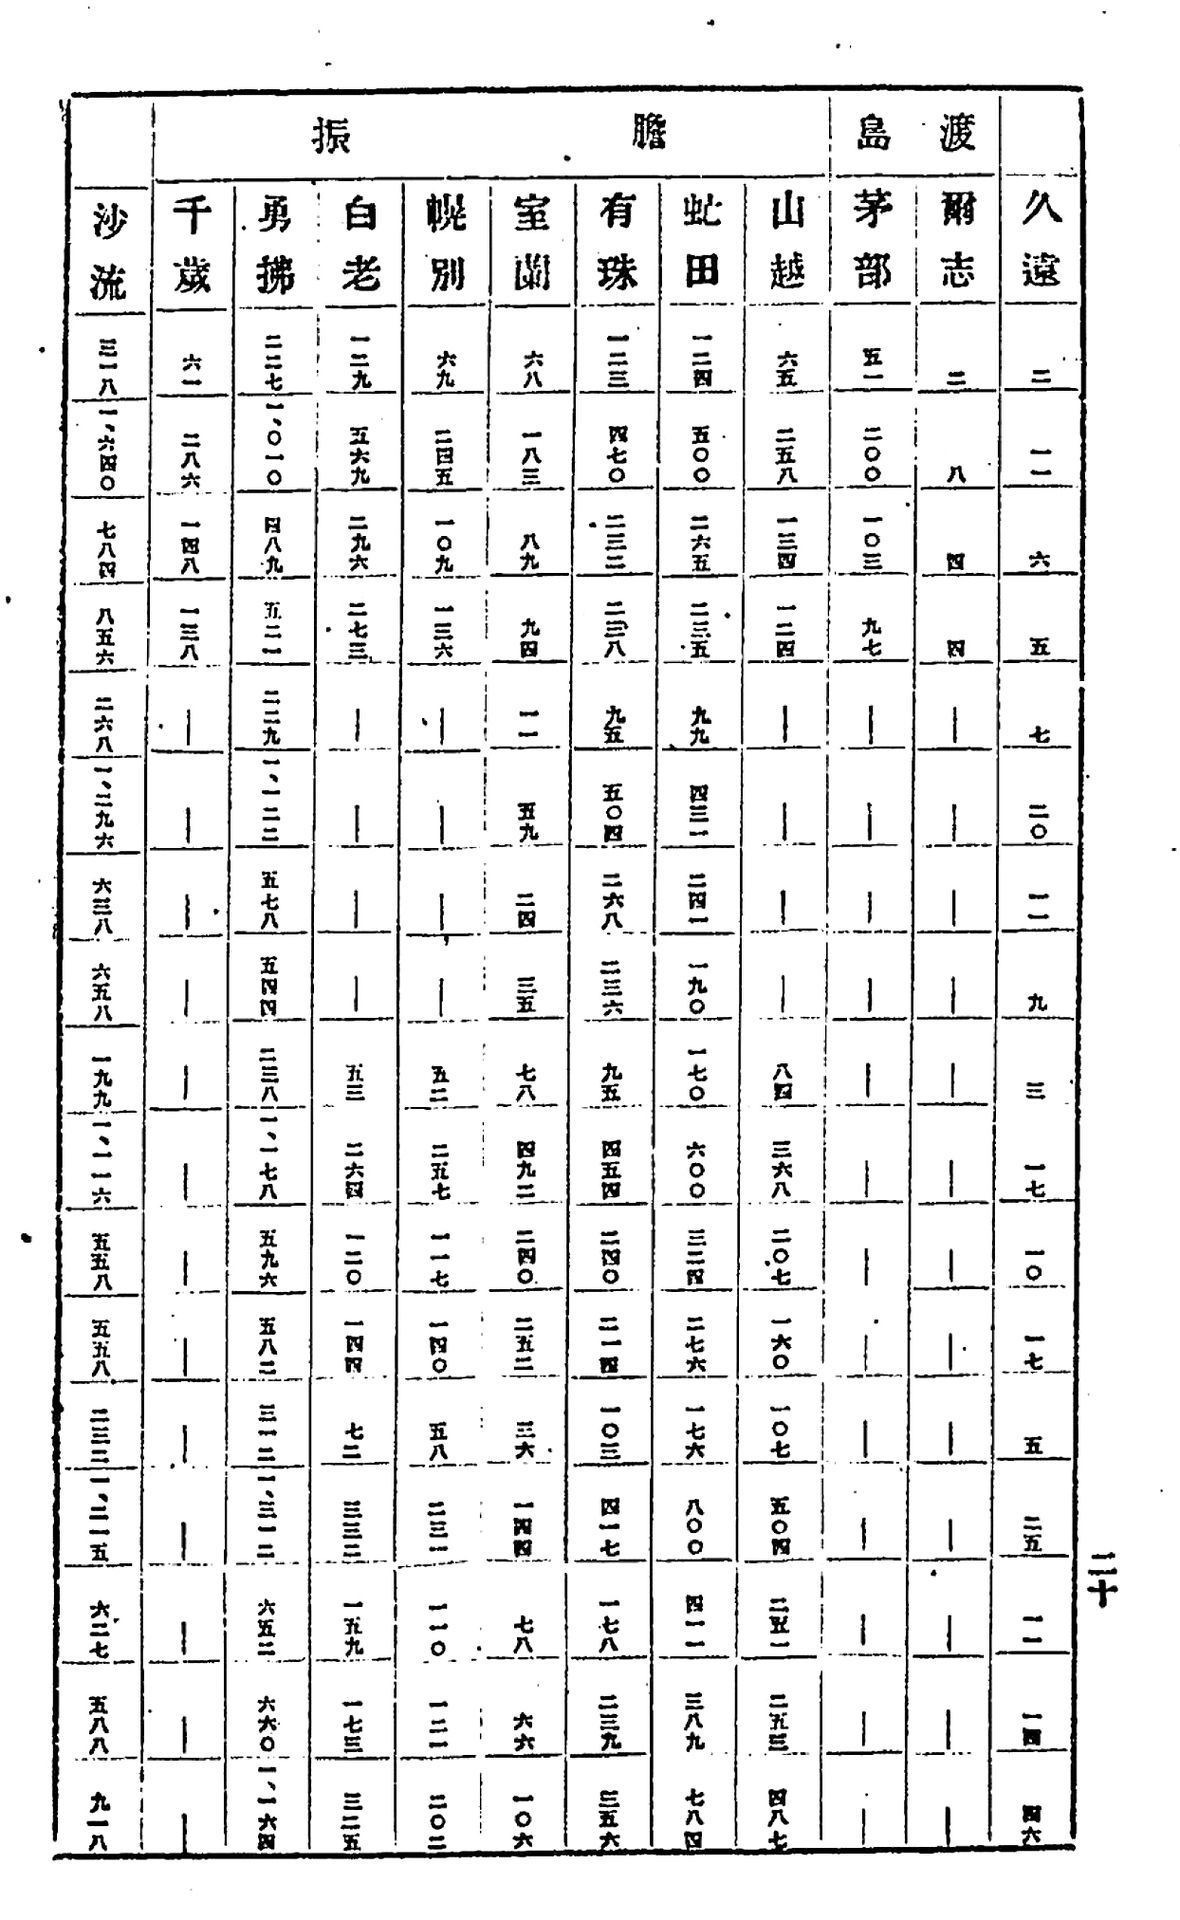 渡島
膽振
久遠 二 一一 六 五 七 二〇 一一 九 三 一七 一〇 一七 五 二五 一一 一四 四六
爾志 二 八 四 四 ― ― ― ― ― ― ― ― ― ― ― ― ―
茅部 五一 二〇〇 一〇三 九七 ― ― ― ― ― ― ― ― ― ― ― ― ―
山越 六五 二五八 一三四 一二四 ― ― ― ― 八四 三六八 二〇七 一六〇 一〇七 五〇四 二五一 二五三 四八七
虻田 一二四 五〇〇 二六五 二三五 九九 四三一 二四一 一九〇 一七〇 六〇〇 三二四 二七六 一七六 八〇〇 四一一 三八九 七八四
有珠 一二三 四七〇 二三二 二三八 九五 五〇四 二六八 二三六 九五 四五四 二四〇 二一四 一〇三 四一七 一七八 二三九 三五六
室蘭 六八 一八三 八九 九四 一一 五九 二四 三五 七八 四九二 二四〇 二五二 三六 一四四 七八 六六 一〇六
幌別 六九 二四五 一〇九 一三六 ― ― ― ― 五二 二五七 一一七 一四〇 五八 二三一 一一〇 一二一 二〇二
白老 一二九 五六九 二九六 二七三 ― ― ― ― 五三 二六四 一二〇 一四四 七二 三三二 一五九 一七三 三二五
勇拂 二二七 一、〇一〇 四八九 五二一 二二九 一、一二二 五七八 五四四 二三八 一、一七八 五九六 五八二 三一二 一、三一二 六五二 六六〇 一、一六四
千歲 六一 二八六 一四八 一三八 ― ― ― ― ― ― ― ― ― ― ― ― ―
沙流 三一八 一、六四〇 七八四 八五六 二六八 一、二九六 六三八 六五八 一九九 一、一一六 五五八 五五八 二三二 一、二一五 六二七 五八八 九一八
二十